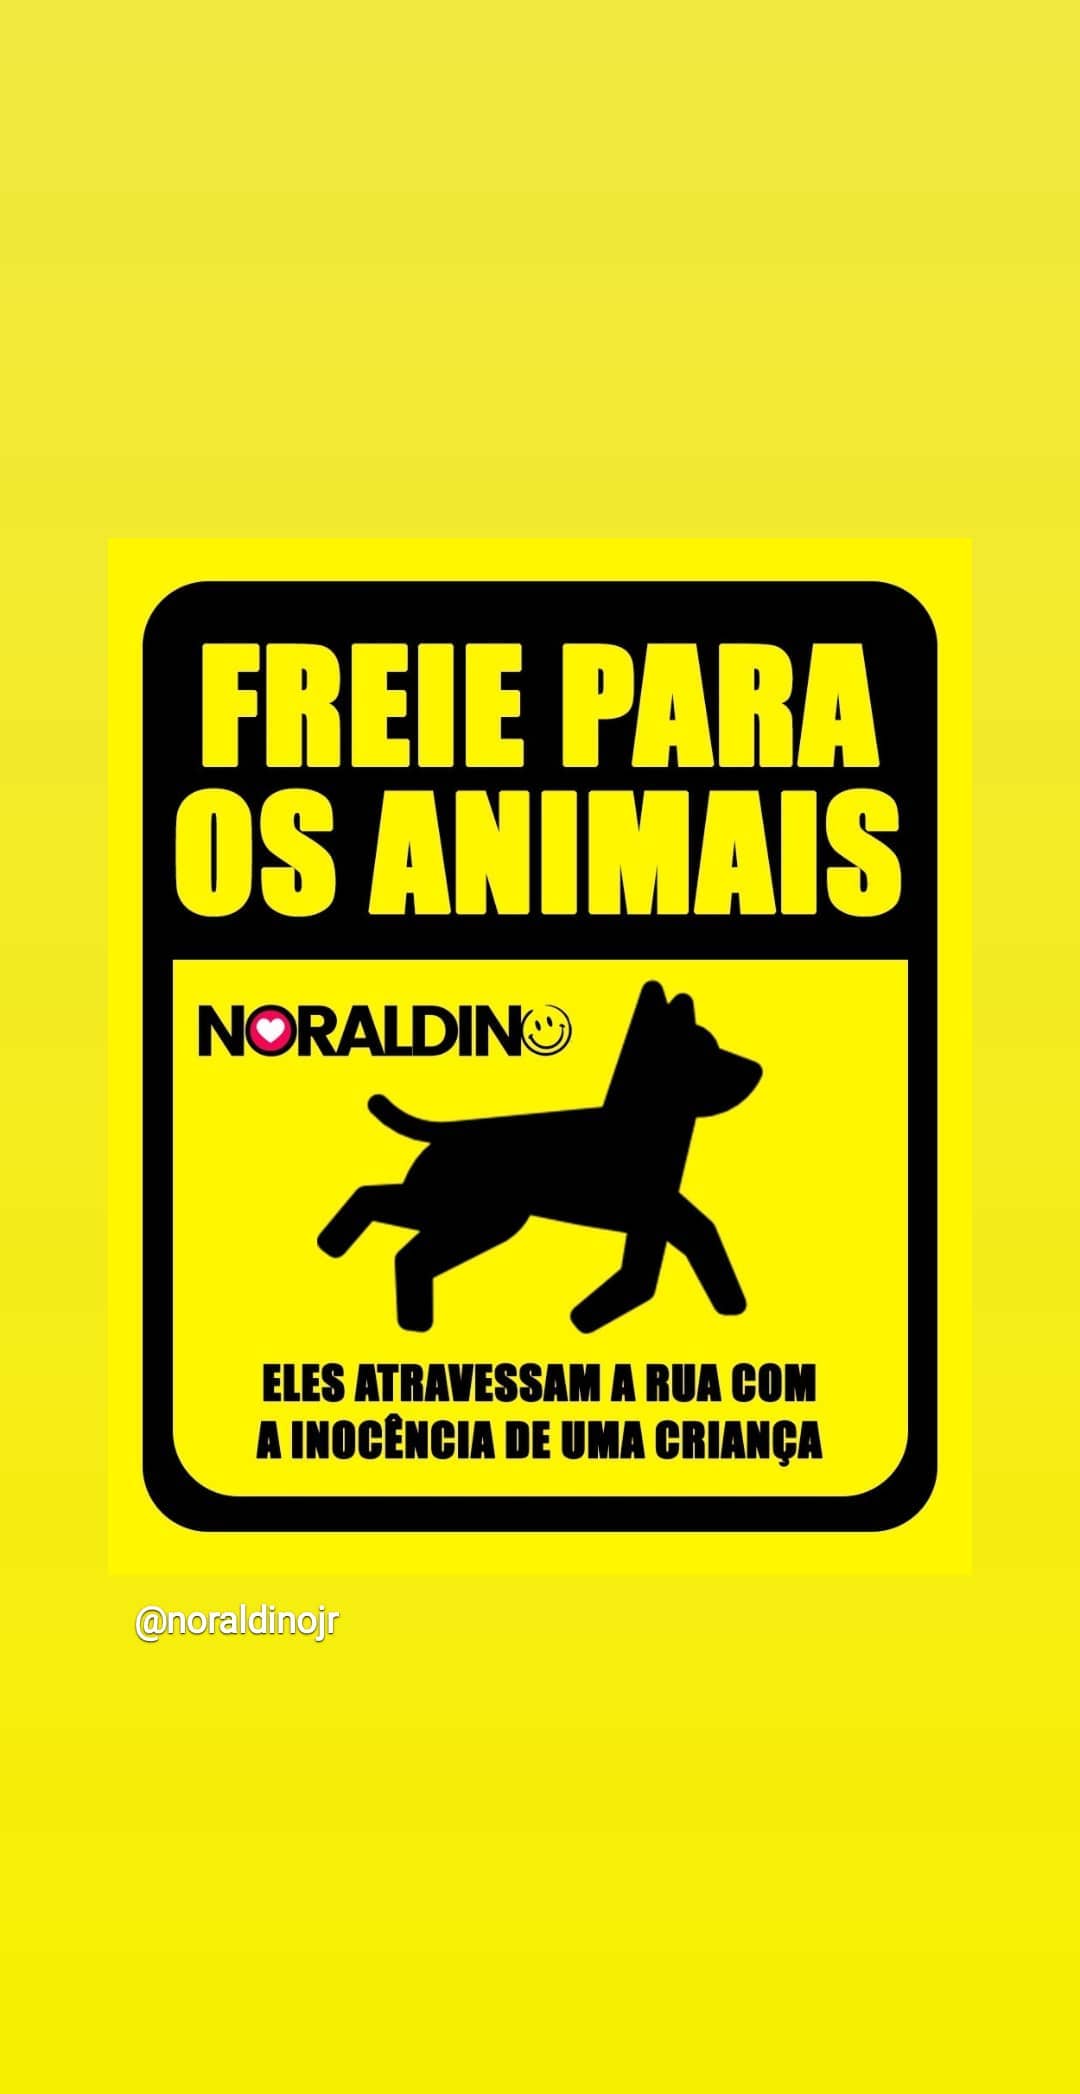 FREIE PARA
OS ANIMAIS
NORALDINO
ELES ATRAVESSAM A RUA COM
A INOCÊNCIA DE UMA CRIANÇA
@noraldinojr